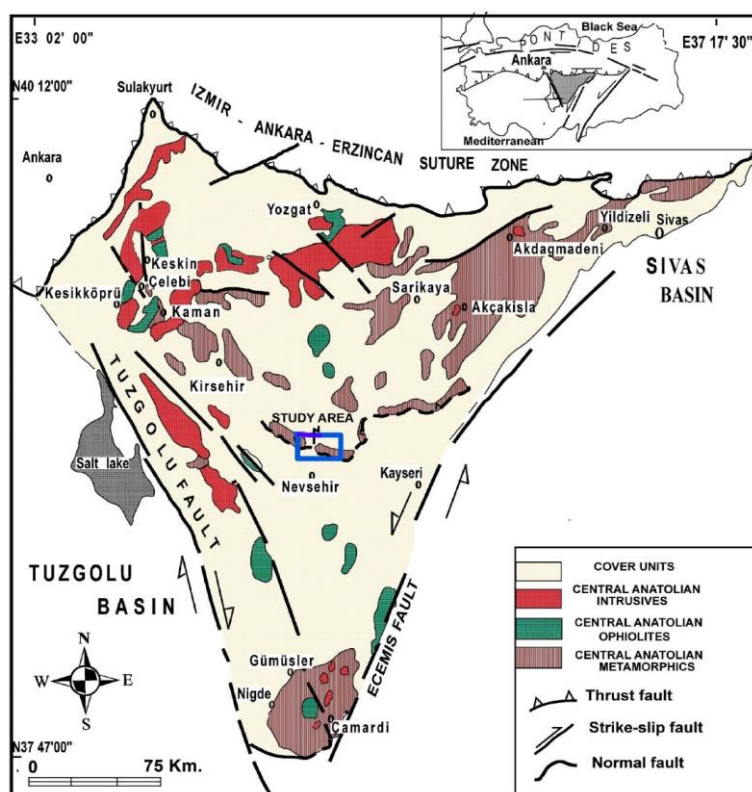 E33 02 00"
E37 17' 30"
Black Sea
PONTIDES
Ankara
Mediterranean
N40 12'00"
Sulakyurt
IZMIR - ANKARA - ERZINCAN
SUTURE ZONE
Ankara
Yozgat
Yildizeli
Sivas
Akdagmadeni
Keskin
Çelebi
Kesikköprü
Kaman
Sarikaya
Akçakisla
SIVAS
BASIN
Kirsehir
TUZGOLU FAULT
STUDY AREA
N
Salt lake
Nevsehir
Kayseri
TUZGOLU
BASIN
ECEMIS FAULT
COVER UNITS
CENTRAL ANATOLIAN
INTRUSIVES
CENTRAL ANATOLIAN
OPHIOLITES
CENTRAL ANATOLIAN
METAMORPHICS
Thrust fault
Strike-slip fault
Normal fault
N
W
E
S
Gümüsler
Nigde
Çamardi
N37 47'00"
0
75 Km.